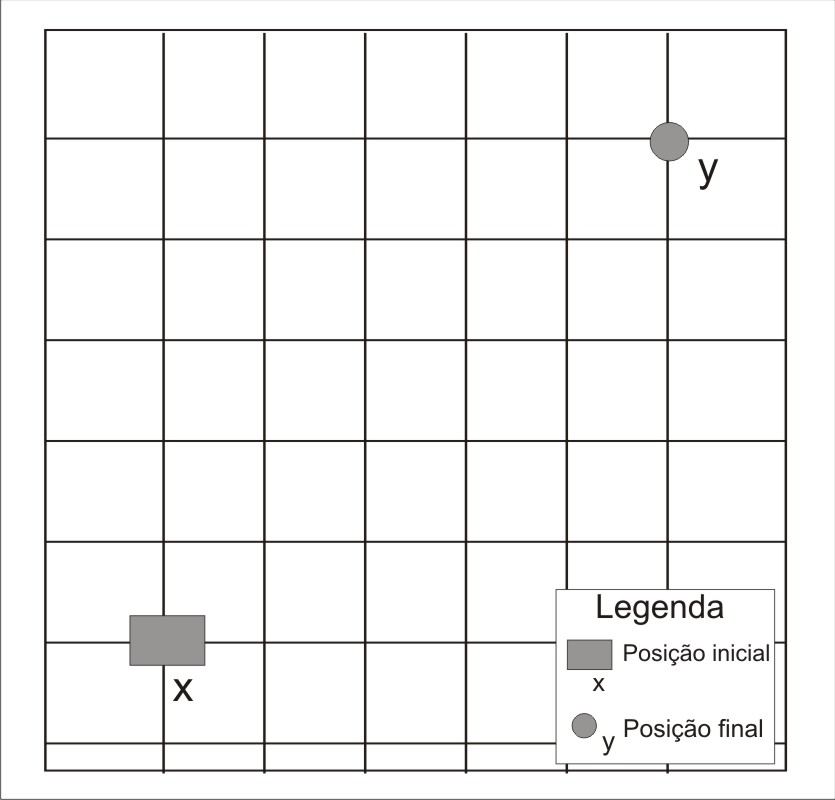 y
x
Legenda
Posição inicial
x
y Posição final